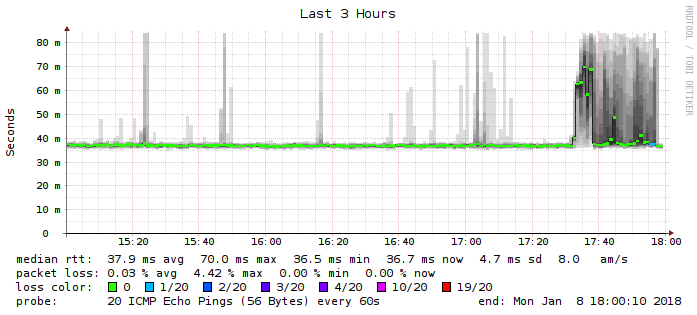 Last 3 Hours
RRDTOOL / TOBI OETIKER
Seconds
80 m
70 m
60 m
50 m
40 m
30 m
20 m
10 m
0
15:20 15:40 16:00 16:20 16:40 17:00 17:20 17:40 18:00
median rtt: 37.9 ms avg 70.0 ms max 36.5 ms min 36.7 ms now 4.7 ms sd 8.0 am/s
packet loss: 0.03 % avg 4.42 % max 0.00 % min 0.00 % now
loss color: 0 1/20 2/20 3/20 4/20 10/20 19/20
probe: 20 ICMP Echo Pings (56 Bytes) every 60s end: Mon Jan 8 18:00:10 2018